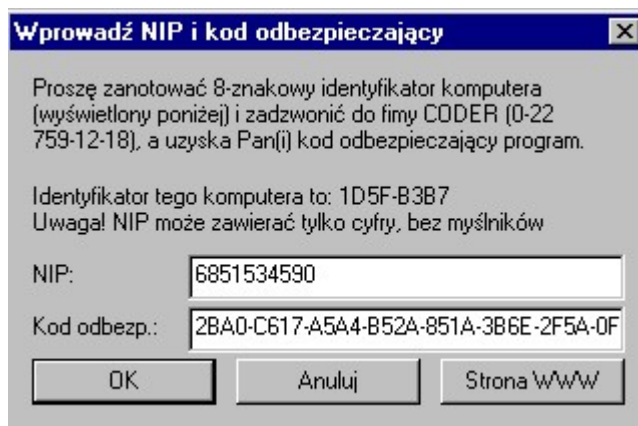 Wprowadź NIP i kod odbezpieczający
Proszę zanotować 8-znakowy identyfikator komputera
(wyświetlony poniżej) i zadzwonić do fimy CODER (0-22
759-12-18), a uzyska Pan(i) kod odbezpieczający program.
Identyfikator tego komputera to: 1D5F-B3B7
Uwaga! NIP może zawierać tylko cyfry, bez myślników
NIP: 6851534590
Kod odbezp.: 2BA0-C617-A5A4-B52A-851A-3B6E-2F5A-0F
OK Anuluj Strona WWW